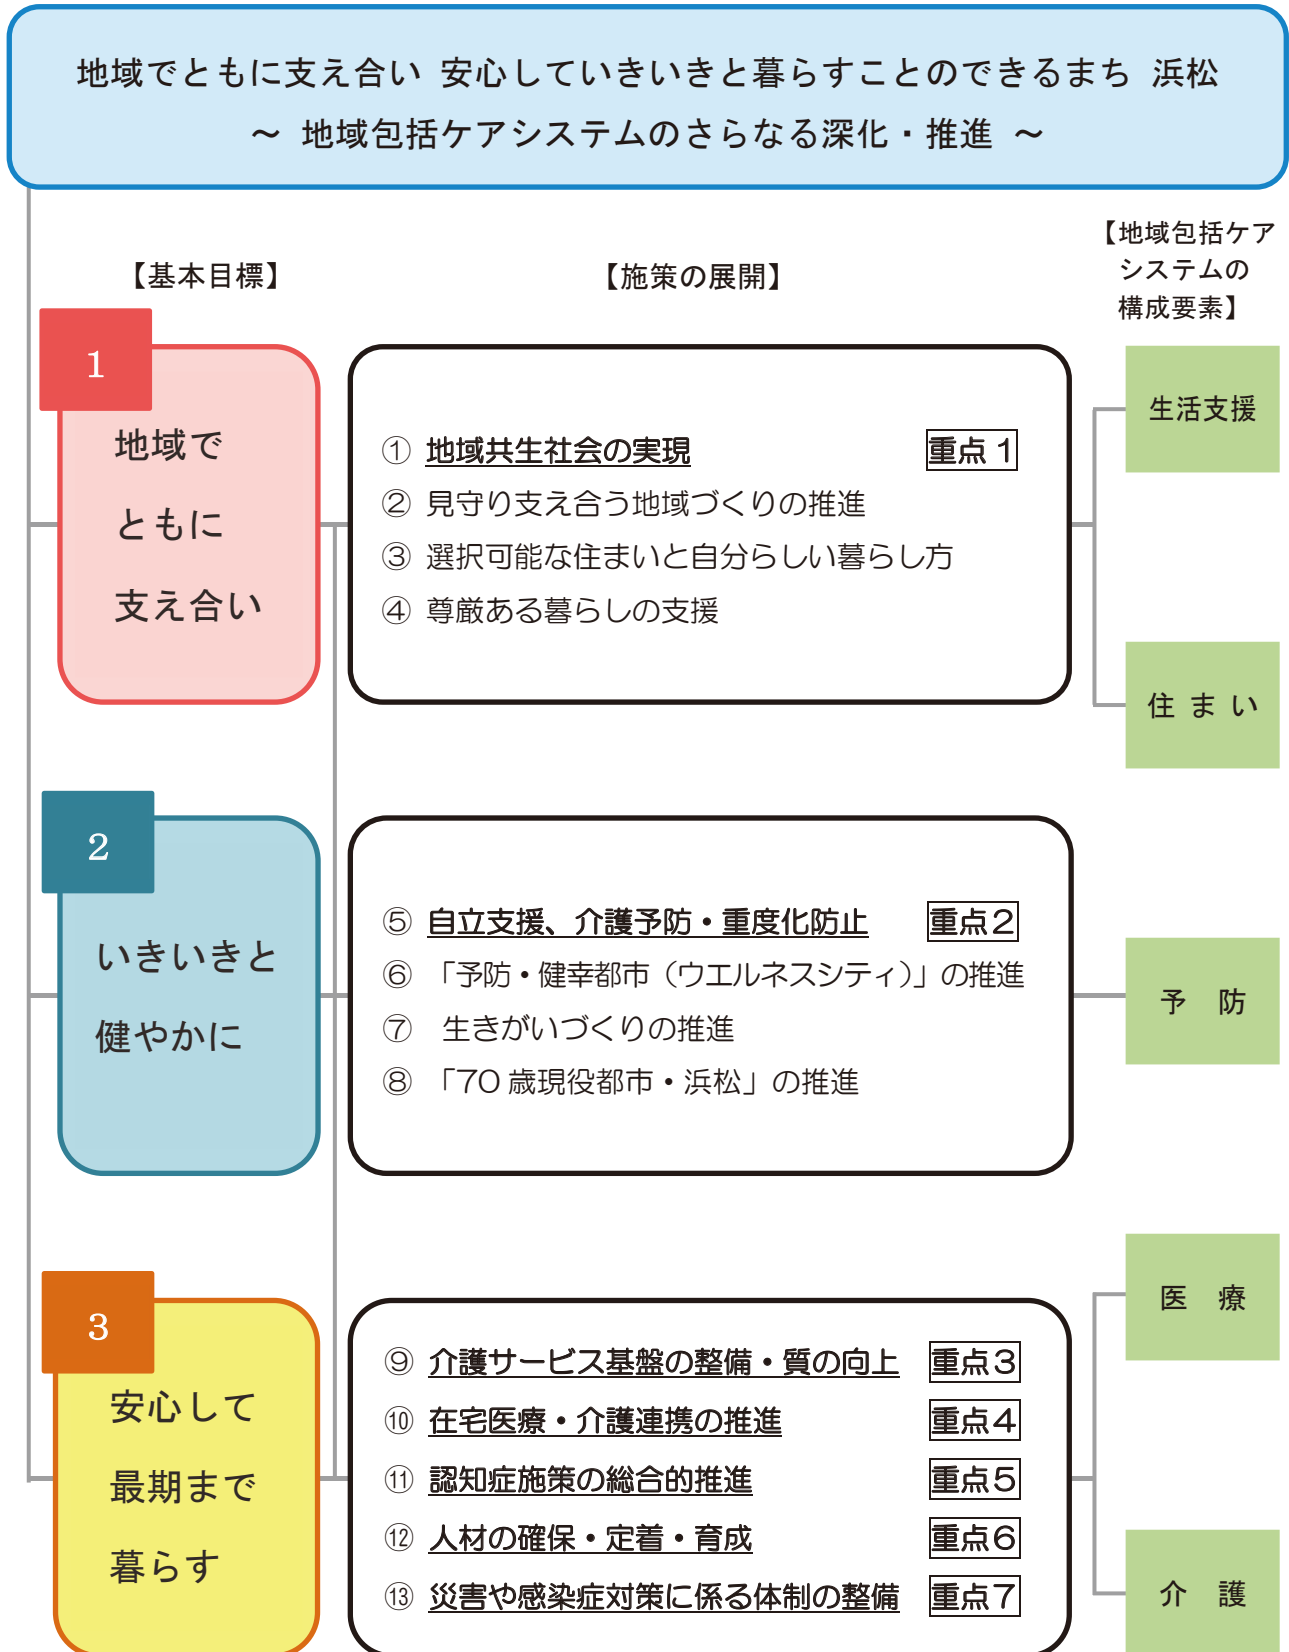 地域でともに支え合い 安心していきいきと暮らすことのできるまち 浜松
～ 地域包括ケアシステムのさらなる深化・推進 ～
【基本目標】
【施策の展開】
【地域包括ケア
システムの
構成要素】
1
地域で
ともに
支え合い
① 地域共生社会の実現 重点 1
② 見守り支え合う地域づくりの推進
③ 選択可能な住まいと自分らしい暮らし方
④ 尊厳ある暮らしの支援
生活支援
住 ま い
2
いきいきと
健やかに
⑤ 自立支援、介護予防・重度化防止 重点２
⑥ 「予防・健幸都市（ウエルネスシティ）」の推進
⑦ 生きがいづくりの推進
⑧ 「70 歳現役都市・浜松」の推進
予 防
3
安心して
最期まで
暮らす
⑨ 介護サービス基盤の整備・質の向上 重点３
⑩ 在宅医療・介護連携の推進 重点４
⑪ 認知症施策の総合的推進 重点５
⑫ 人材の確保・定着・育成 重点６
⑬ 災害や感染症対策に係る体制の整備 重点７
医 療
介 護